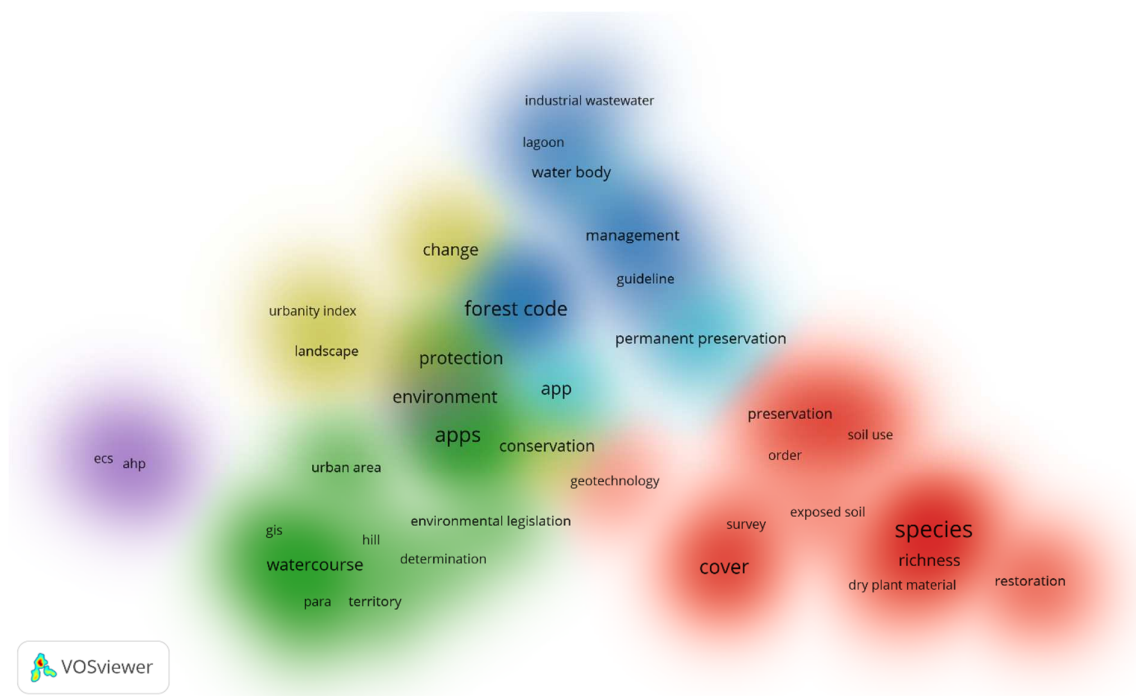 industrial wastewater
lagoon
water body
management
change
guideline
forest code
urbanity index
permanent preservation
landscape
protection
app
environment
preservation
apps
soil use
conservation
order
ecs
ahp
urban area
geotechnology
exposed soil
environmental legislation
survey
gis
species
hill
determination
richness
watercourse
cover
restoration
dry plant material
para
territory
VOSviewer